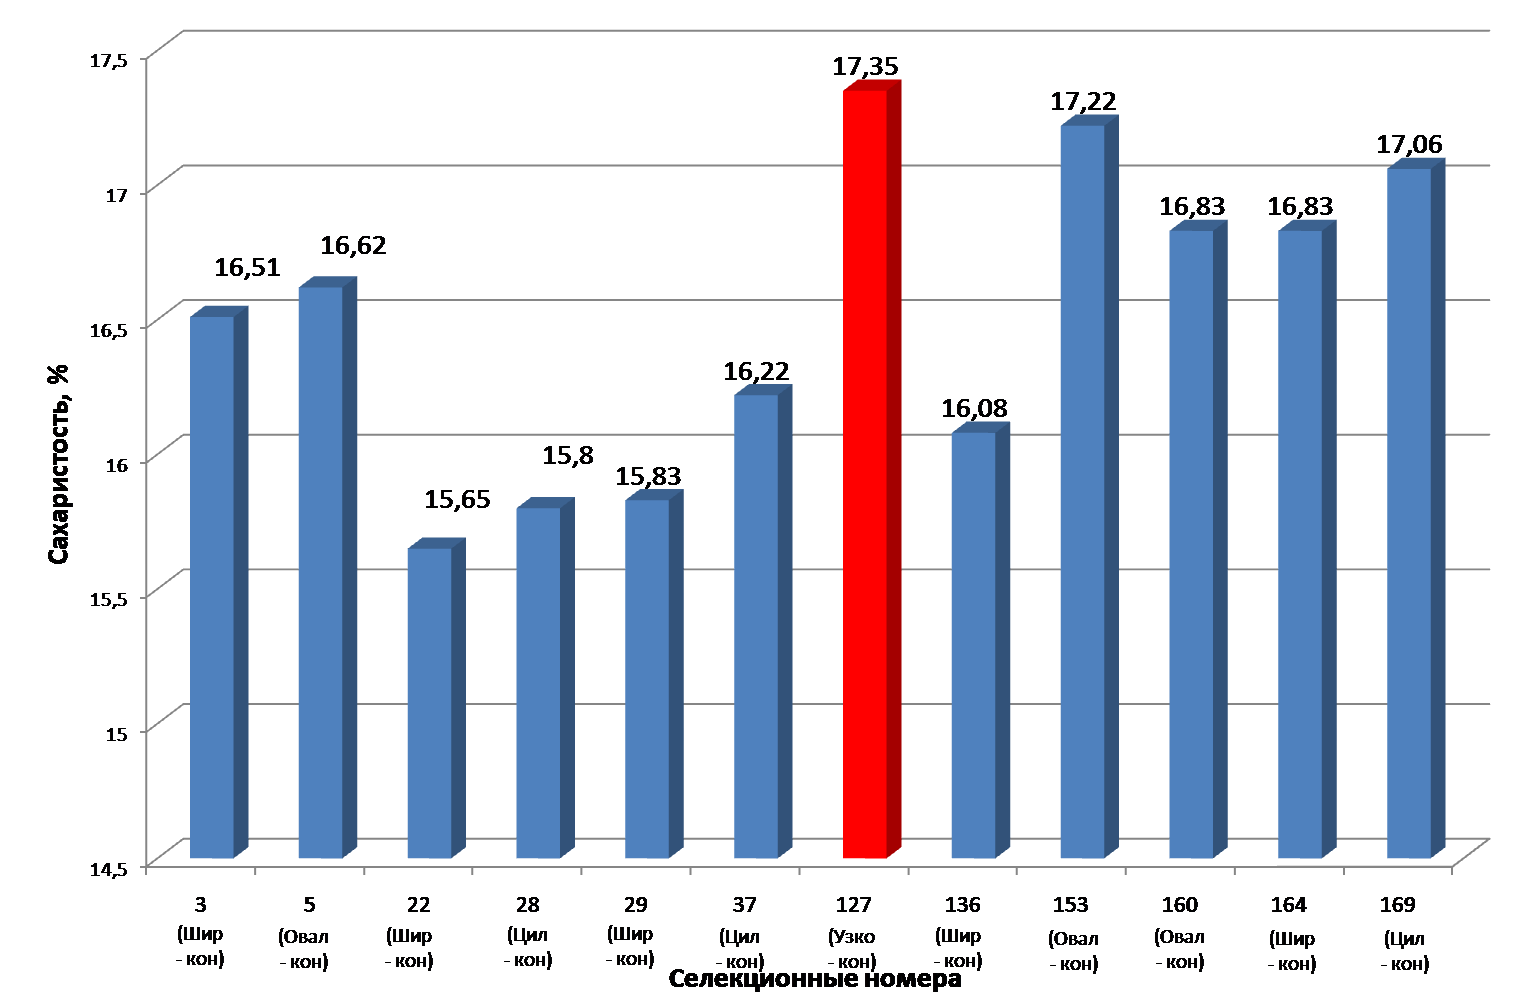 17,5
17
16,5
16
15,5
15
14,5
Сахаристость, %
16,51
16,62
15,65
15,8
15,83
16,22
17,35
16,08
17,22
16,83
16,83
17,06
3
(Шир
- кон)
5
(Овал
- кон)
22
(Шир
- кон)
28
(Цил
- кон)
29
(Шир
- кон)
37
(Цил
- кон)
127
(Узко
- кон)
136
(Шир
- кон)
153
(Овал
- кон)
160
(Овал
- кон)
164
(Шир
- кон)
169
(Цил
- кон)
Селекционные номера